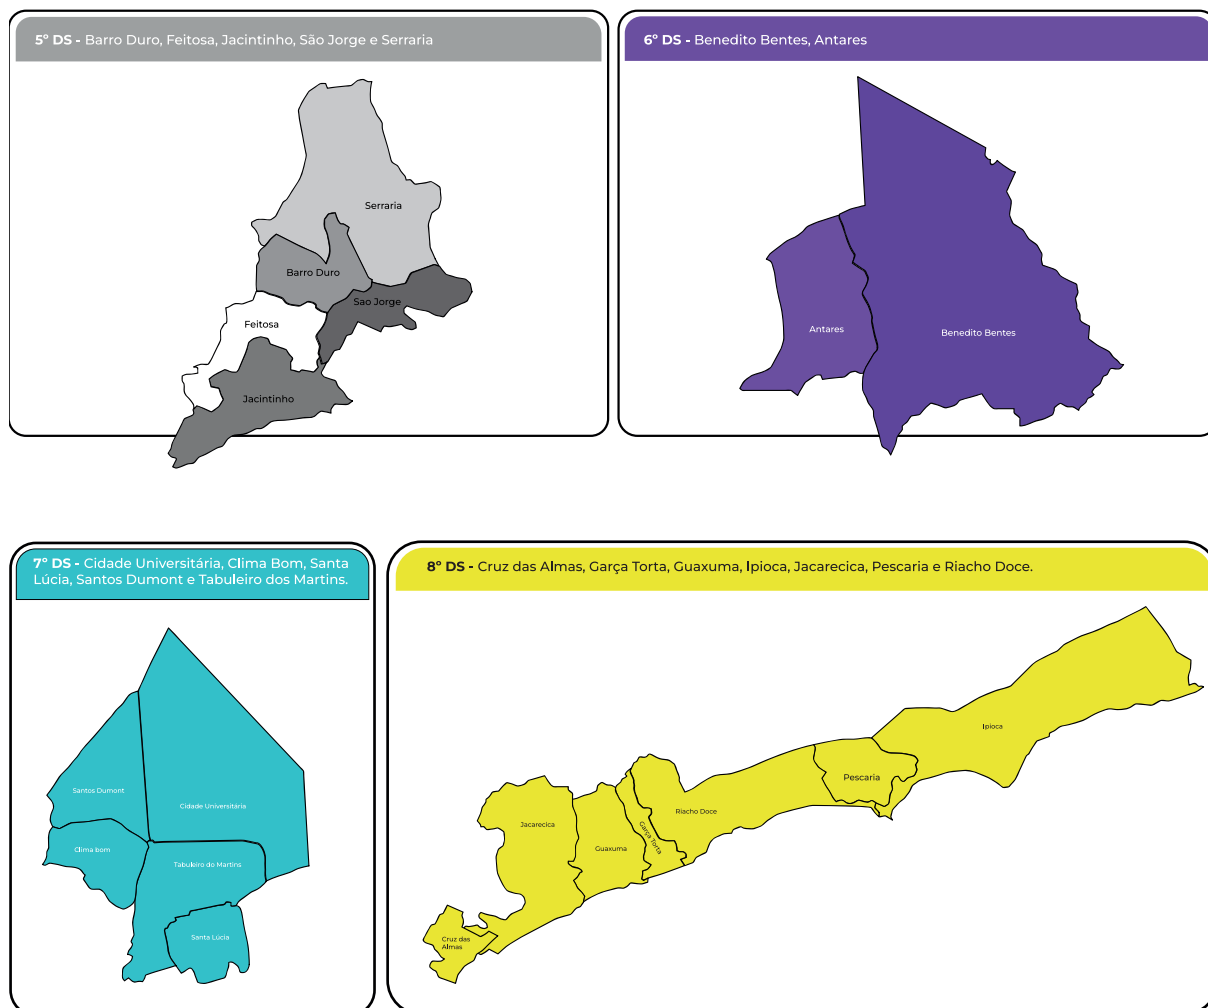 5º DS - Barro Duro, Feitosa, Jacintinho, São Jorge e Serraria
Serraria
Barro Duro
Sao Jorge
Feitosa
Jacintinho
6º DS - Benedito Bentes, Antares
Antares
Benedito Bentes
7º DS - Cidade Universitária, Clima Bom, Santa
Lúcia, Santos Dumont e Tabuleiro dos Martins.
Santos Dumont
Cidade Universitária
Clima bom
Tabuleiro do Martins
Santa Lúcia
8º DS - Cruz das Almas, Garça Torta, Guaxuma, Ipioca, Jacarecica, Pescaria e Riacho Doce.
Ipioca
Pescaria
Riacho Doce
Jacarecica
Garça Torta
Guaxuma
Cruz das
Almas